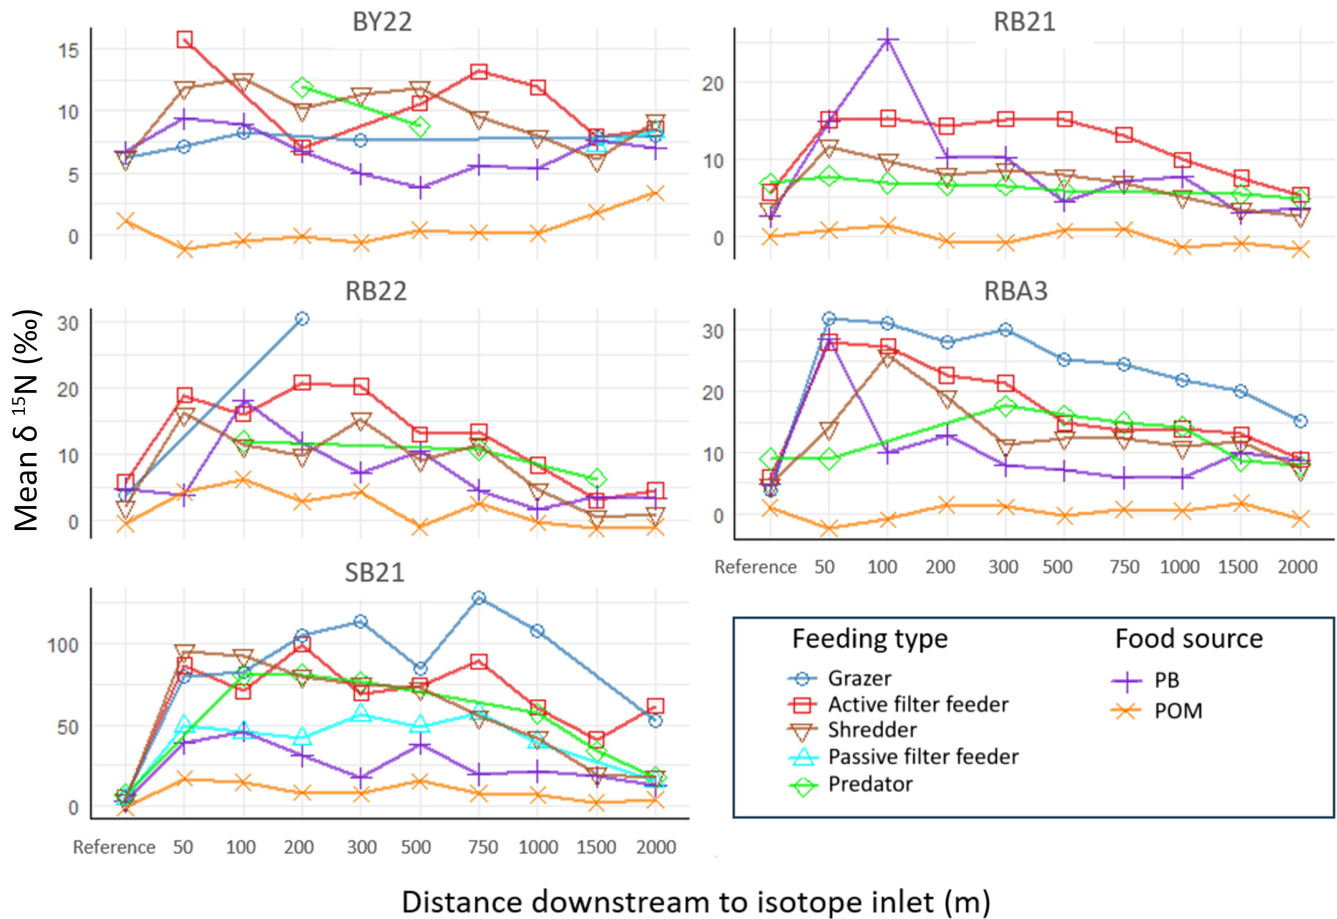 BY22
15
10
5
0
RB21
20
10
0
Mean δ ¹⁵N (‰)
RB22
30
20
10
0
RBA3
30
20
10
0
Reference 50 100 200 300 500 750 1000 1500 2000
SB21
100
50
0
Reference 50 100 200 300 500 750 1000 1500 2000
Feeding type
Grazer
Active filter feeder
Shredder
Passive filter feeder
Predator
Food source
PB
POM
Distance downstream to isotope inlet (m)